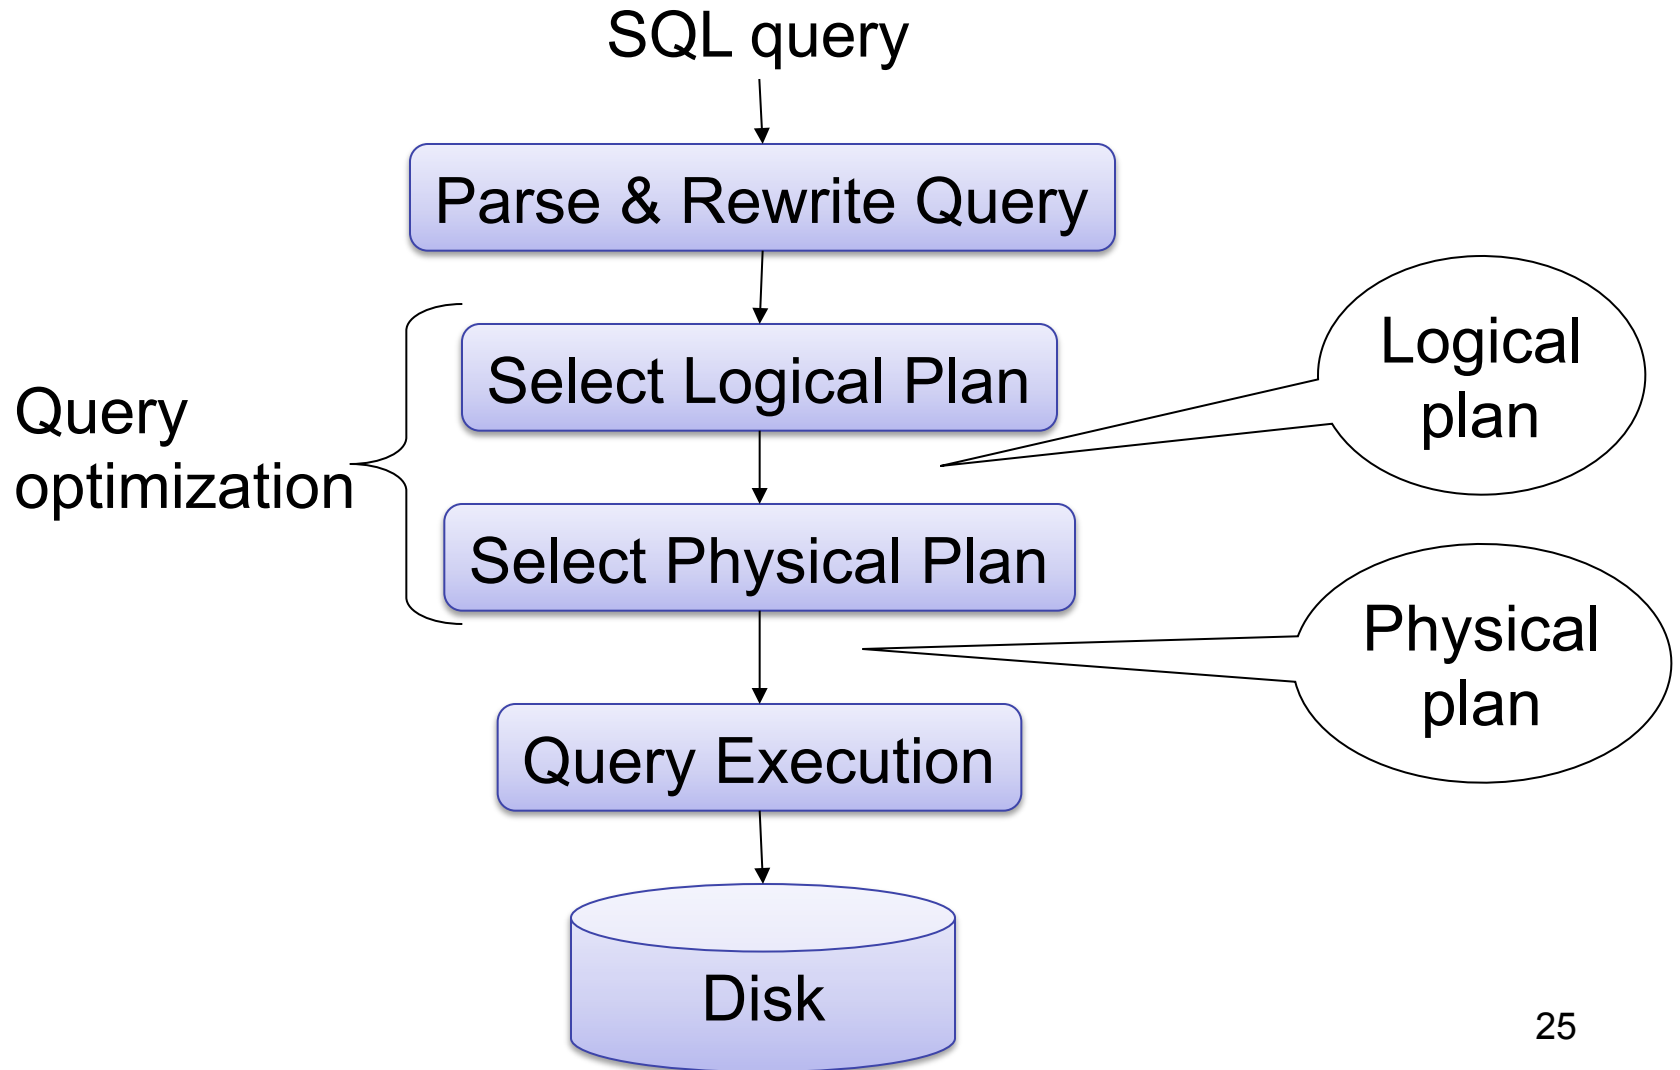 SQL query
Parse & Rewrite Query
Select Logical Plan
Logical
plan
Query
optimization
Select Physical Plan
Physical
plan
Query Execution
Disk
25